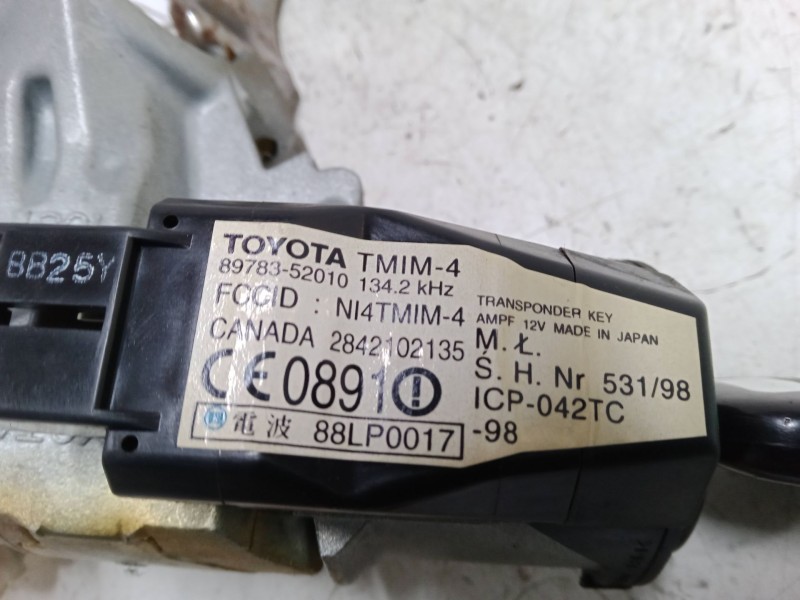 BB25Y
TOYOTA TMIM-4
89783-52010 134.2 kHz
FCCID : NI4TMIM-4
CANADA 2842102135
CE 0891
電波 88LP0017
TRANSPONDER KEY
AMPF 12V MADE IN JAPAN
M. Ł.
Ś. H. Nr 531/98
ICP-042TC
-98